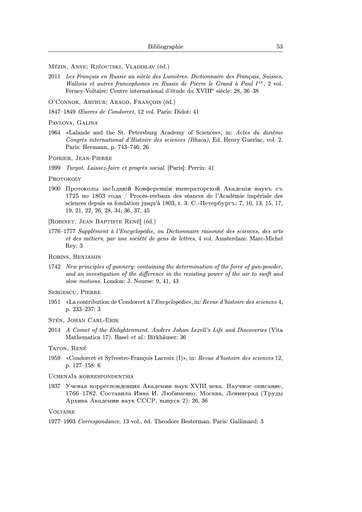 Bibliographie 53
Mézin, Anne; Rjéoutski, Vladislav (éd.)
2011 Les Français en Russie au siècle des Lumières. Dictionnaire des Français, Suisses,
Wallons et autres francophones en Russie de Pierre le Grand à Paul Ier, 2 vol.
Ferney-Voltaire: Centre international d'étude du XVIIIe siècle: 28, 36–38
O'Connor, Arthur; Arago, François (éd.)
1847–1849 Œuvres de Condorcet, 12 vol. Paris: Didot: 41
Pavlova, Galina
1964 «Lalande and the St. Petersburg Academy of Sciences», in: Actes du dixième
Congrès international d'Histoire des sciences (Ithaca), Ed. Henry Guerlac, vol. 2.
Paris: Hermann, p. 743–746: 26
Poirier, Jean-Pierre
1999 Turgot. Laissez-faire et progrès social. [Paris]: Perrin: 41
Protokoly
1900 Протоколы засѣданій Конференціи императорской Академіи наукъ съ
1725 по 1803 года / Procès-verbaux des séances de l'Académie impériale des
sciences depuis sa fondation jusqu'à 1803, t. 3. С.-Петербургъ: 7, 10, 13, 15, 17,
19, 21, 22, 26, 28, 34, 36, 37, 45
[Robinet, Jean Baptiste René] (éd.)
1776–1777 Supplément à l'Encyclopédie, ou Dictionnaire raisonné des sciences, des arts
et des métiers, par une société de gens de lettres, 4 vol. Amsterdam: Marc-Michel
Rey: 3
Robins, Benjamin
1742 New principles of gunnery: containing the determination of the force of gun-powder,
and an investigation of the difference in the resisting power of the air to swift and
slow motions. London: J. Nourse: 9, 41, 43
Sergescu, Pierre
1951 «La contribution de Condorcet à l'Encyclopédie», in: Revue d'histoire des sciences 4,
p. 233–237: 3
Stén, Johan Carl-Erik
2014 A Comet of the Enlightenment. Anders Johan Lexell's Life and Discoveries (Vita
Mathematica 17). Basel et al.: Birkhäuser: 36
Taton, René
1959 «Condorcet et Sylvestre-François Lacroix (I)», in: Revue d'histoire des sciences 12,
p. 127–158: 6
Uchenaĭa korrespondentsiia
1937 Ученая корреспонденция Академии наук XVIII века. Научное описание,
1766–1782. Составила Инна И. Любименко. Москва, Ленинград (Труды
Архива Академии наук СССР, выпуск 2): 26, 36
Voltaire
1977–1993 Correspondance, 13 vol., éd. Theodore Besterman. Paris: Gallimard: 3